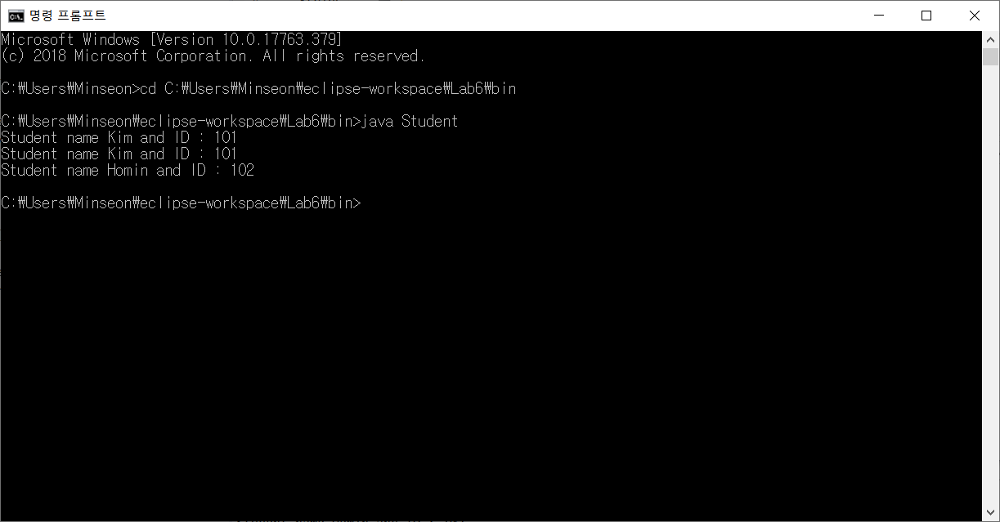 명령 프롬프트
Microsoft Windows [Version 10.0.17763.379]
(c) 2018 Microsoft Corporation. All rights reserved.
C:₩Users₩Minseon>cd C:₩Users₩Minseon₩eclipse-workspace₩Lab6₩bin
C:₩Users₩Minseon₩eclipse-workspace₩Lab6₩bin>java Student
Student name Kim and ID : 101
Student name Kim and ID : 101
Student name Homin and ID : 102
C:₩Users₩Minseon₩eclipse-workspace₩Lab6₩bin>